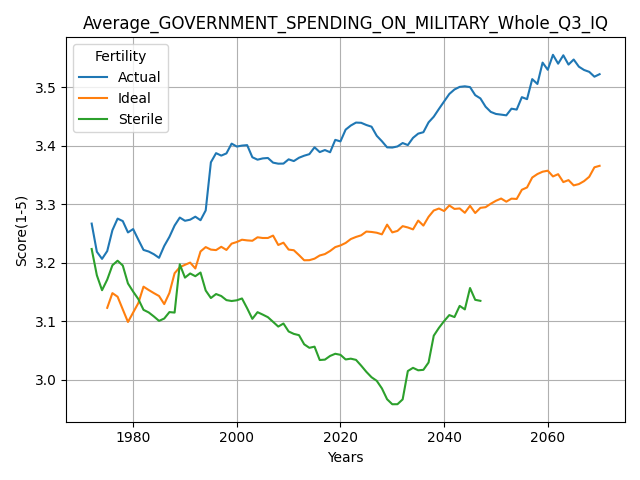 Average_GOVERNMENT_SPENDING_ON_MILITARY_Whole_Q3_IQ
Fertility
Actual
Ideal
Sterile
Score(1-5)
3.5
3.4
3.3
3.2
3.1
3.0
1980 2000 2020 2040 2060
Years